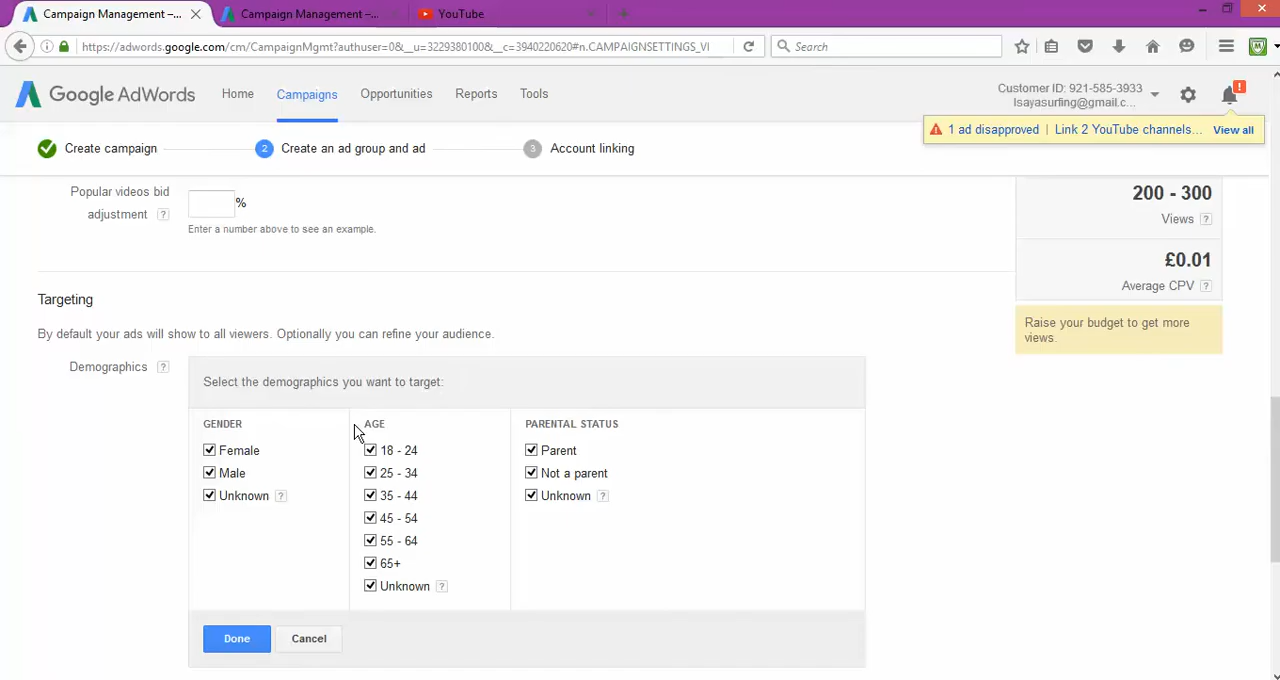 Campaign Management –...
Campaign Management –...
YouTube
https://adwords.google.com/cm/CampaignMgmt?authuser=0&__u=3229380100&__c=3940220620#n.CAMPAIGNSETTINGS_VI
Search
Google AdWords
Home
Campaigns
Opportunities
Reports
Tools
Customer ID: 921-585-3933
lsayasurfing@gmail.c...
!
1 ad disapproved | Link 2 YouTube channels... View all
Create campaign
2 Create an ad group and ad
3 Account linking
Popular videos bid
adjustment ?
%
Enter a number above to see an example.
200 - 300
Views ?
£0.01
Average CPV ?
Raise your budget to get more
views.
Targeting
By default your ads will show to all viewers. Optionally you can refine your audience.
Demographics ?
Select the demographics you want to target:
GENDER
Female
Male
Unknown ?
AGE
18 - 24
25 - 34
35 - 44
45 - 54
55 - 64
65+
Unknown ?
PARENTAL STATUS
Parent
Not a parent
Unknown ?
Done
Cancel